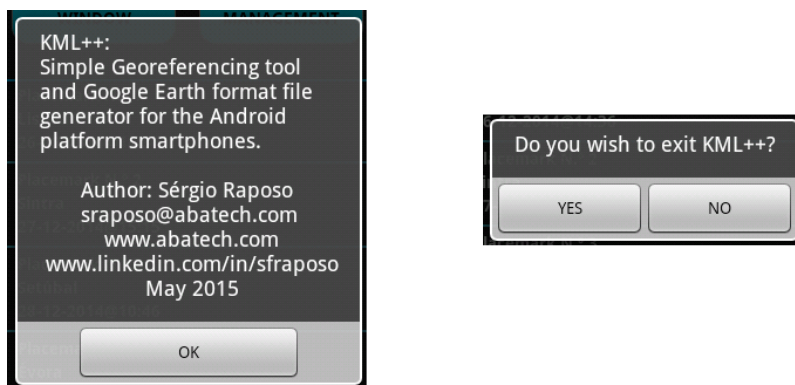 WINDOW MANAGEMENT
KML++:
Simple Georeferencing tool
and Google Earth format file
generator for the Android
platform smartphones.
Author: Sérgio Raposo
sraposo@abatech.com
www.abatech.com
www.linkedin.com/in/sfraposo
May 2015
OK
Do you wish to exit KML++?
YES NO